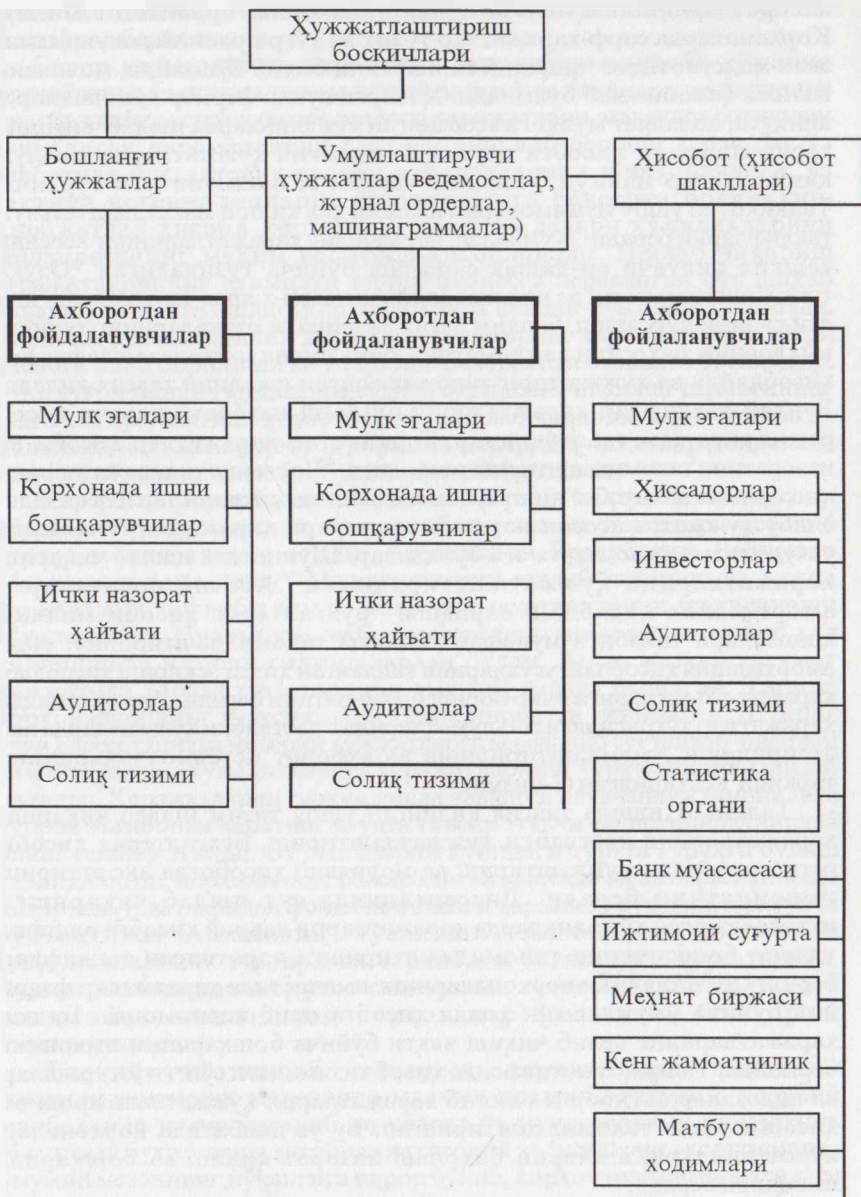 Ҳужжатлаштириш
босқичлари
Бошланғич
ҳужжатлар
Умумлаштирувчи
ҳужжатлар (ведемостлар,
журнал ордерлар,
машинаграммалар)
Ҳисобот (ҳисобот
шакллари)
Ахборотдан
фойдаланувчилар
Мулк эгалари
Корхонада ишни
бошқарувчилар
Ички назорат
ҳайъати
Аудиторлар
Солиқ тизими
Ахборотдан
фойдаланувчилар
Мулк эгалари
Корхонада ишни
бошқарувчилар
Ички назорат
ҳайъати
Аудиторлар
Солиқ тизими
Ахборотдан
фойдаланувчилар
Мулк эгалари
Ҳиссадорлар
Инвесторлар
Аудиторлар
Солиқ тизими
Статистика
органи
Банк муассасаси
Ижтимоий суғурта
Меҳнат биржаси
Кенг жамоатчилик
Матбуот
ходимлари